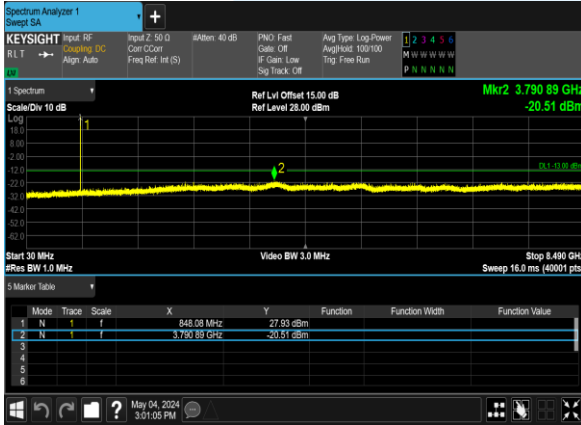 Spectrum Analyzer 1
Swept SA
+
KEYSIGHT Input: RF Input Z: 50 Ω #Atten: 40 dB PNO: Fast Avg Type: Log-Power 1 2 3 4 5 6
RLT Coupling: DC Corr CCorr Gate: Off Avg|Hold: 100/100 M W W W W W
Align: Auto Freq Ref: Int (S) IF Gain: Low Trig: Free Run
Sig Track: Off P N N N N N
1 Spectrum Ref Lvl Offset 15.00 dB Mkr2 3.790 89 GHz
Scale/Div 10 dB Ref Level 28.00 dBm -20.51 dBm
Log
18.0
8.00
-2.00
-12.0
-22.0
-32.0
-42.0
-52.0
-62.0
1
2
DL1 -13.00 dBm
Start 30 MHz Video BW 3.0 MHz Stop 8.490 GHz
#Res BW 1.0 MHz Sweep 16.0 ms (40001 pts
5 Marker Table
Mode Trace Scale X Y Function Function Width Function Value
1 N 1 f 848.08 MHz 27.93 dBm
2 N 1 f 3.790 89 GHz -20.51 dBm
3
4
5
6
? May 04, 2024
3:01:05 PM